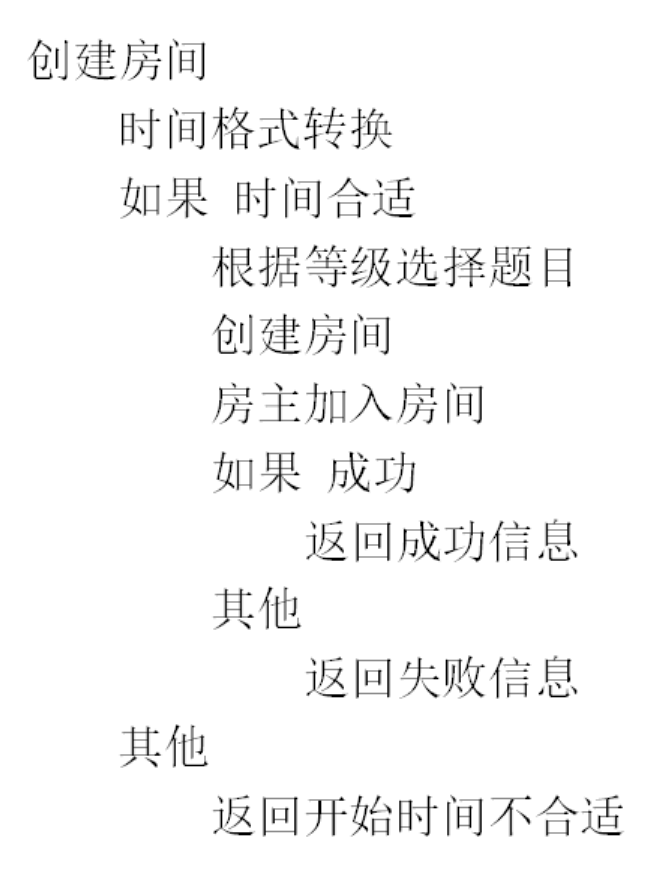 创建房间
时间格式转换
如果 时间合适
根据等级选择题目
创建房间
房主加入房间
如果 成功
返回成功信息
其他
返回失败信息
其他
返回开始时间不合适